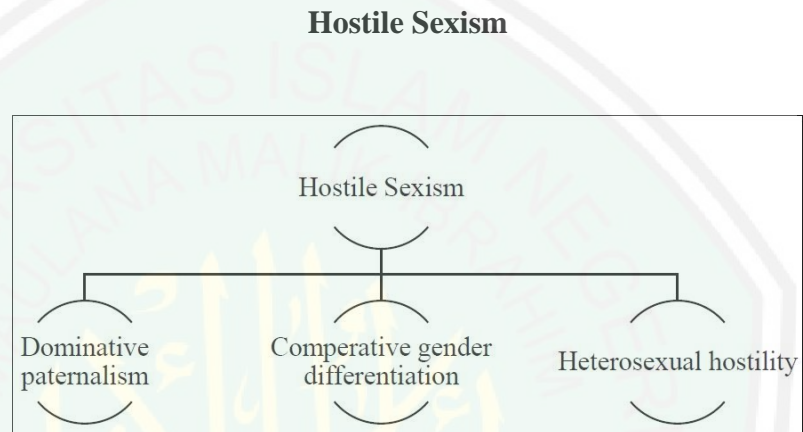 Hostile Sexism
Hostile Sexism
Dominative
paternalism
Comperative gender
differentiation
Heterosexual hostility